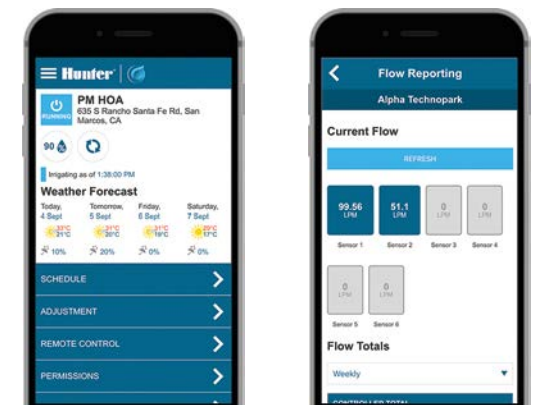 Hunter
PM HOA
635 S Rancho Santa Fe Rd, San
Marcos, CA
RUNNING
90
Irrigating as of 1:38:00 PM
Weather Forecast
Today, Tomorrow, Friday, Saturday,
4 Sept 5 Sept 6 Sept 7 Sept
10% 20% 0% 0%
SCHEDULE
ADJUSTMENT
REMOTE CONTROL
PERMISSIONS
Flow Reporting
Alpha Technopark
Current Flow
REFRESH
99.56 51.1 0 0
LPM LPM LPM LPM
Sensor 1 Sensor 2 Sensor 3 Sensor 4
0 0
LPM LPM
Sensor 5 Sensor 6
Flow Totals
Weekly
CONTROLLER TOTAL